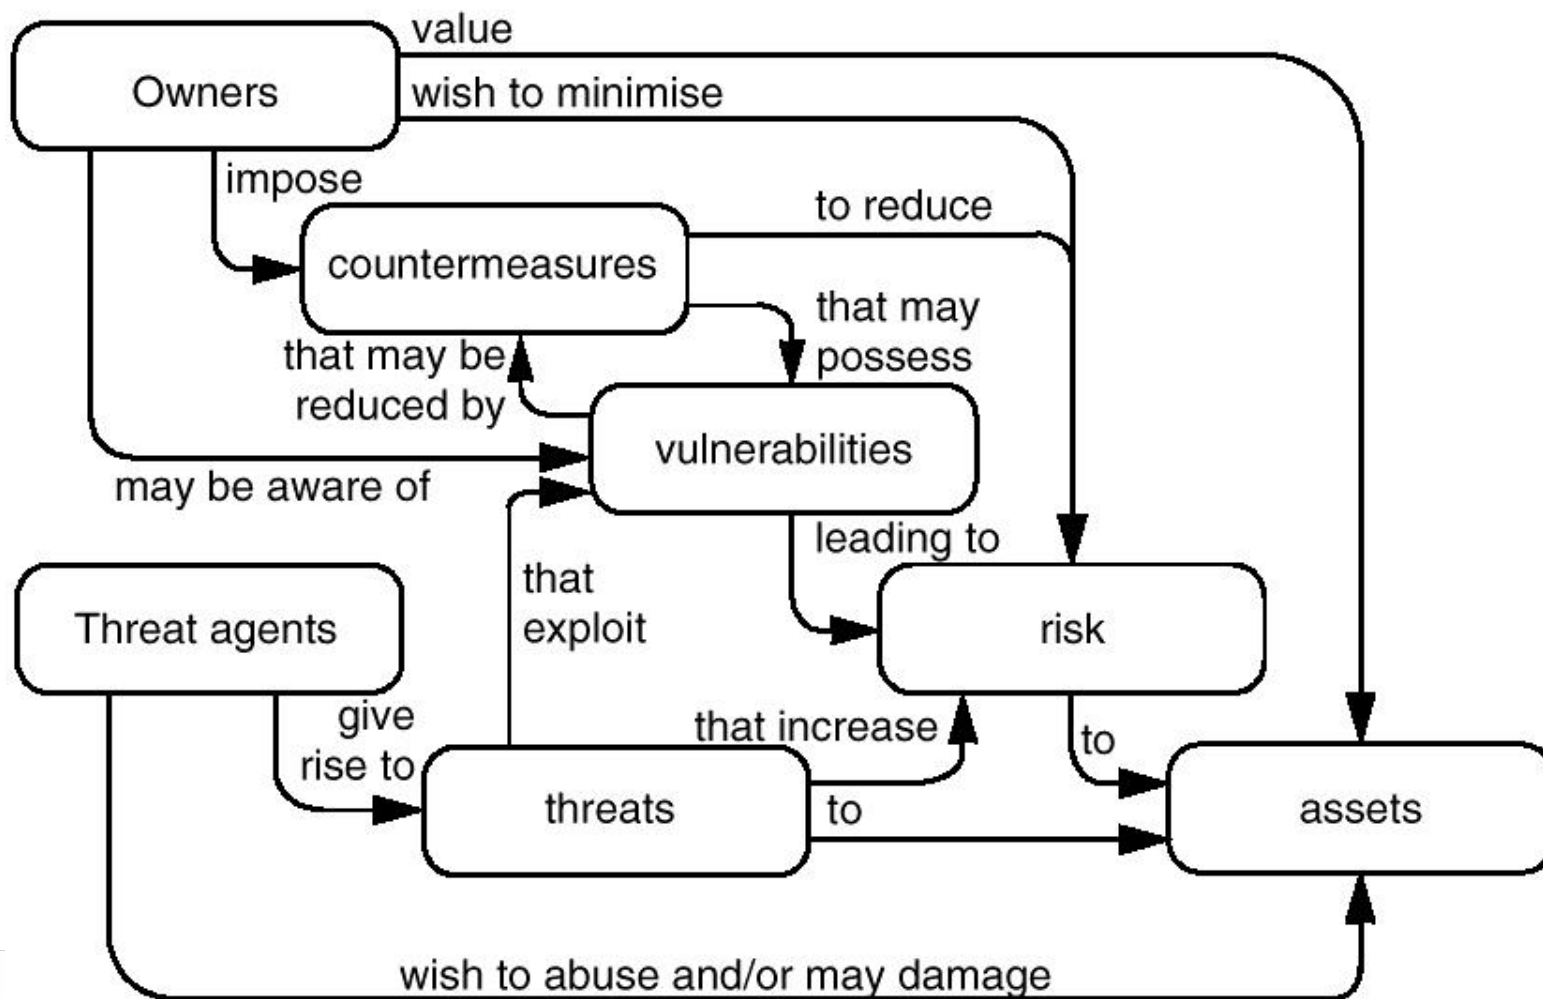 value
Owners
wish to minimise
impose
to reduce
countermeasures
that may
possess
that may be
reduced by
vulnerabilities
may be aware of
leading to
that
exploit
Threat agents
risk
give
rise to
that increase
to
threats
to
assets
wish to abuse and/or may damage